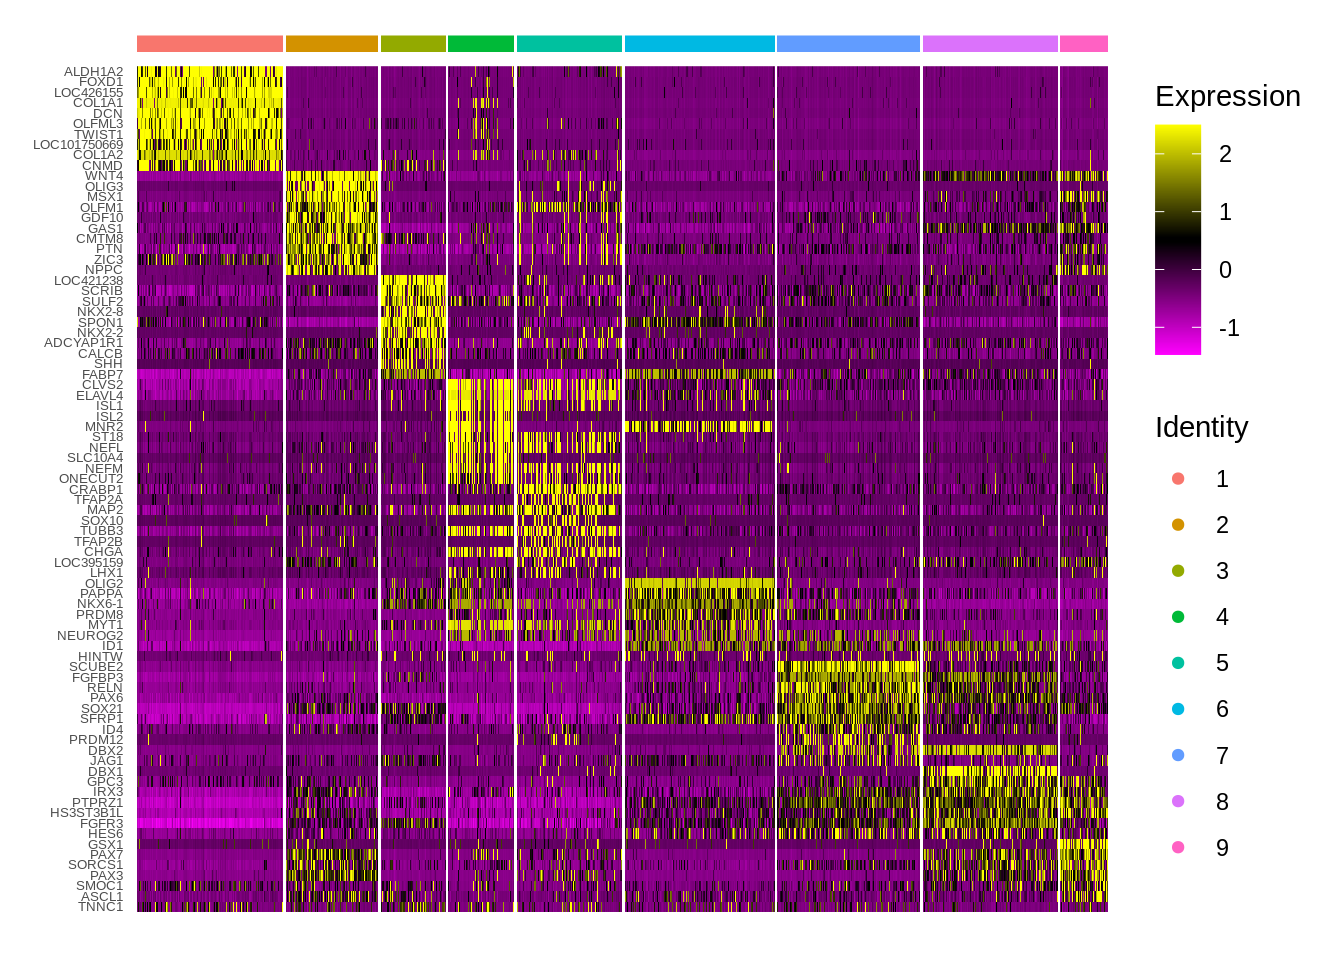 ALDH1A2
FOXD1
LOC426155
COL1A1
DCN
OLFML3
TWIST1
LOC101750669
COL1A2
CNMD
WNT4
OLIG3
MSX1
OLFM1
GDF10
GAS1
CMTM8
PTN
ZIC3
NPPC
LOC421238
SCRIB
SULF2
NKX2-8
SPON1
NKX2-2
ADCYAP1R1
CALCB
SHH
FABP7
CLVS2
ELAVL4
ISL1
ISL2
MNR2
ST18
NEFL
SLC10A4
NEFM
ONECUT2
CRABP1
TFAP2A
MAP2
SOX10
TUBB3
TFAP2B
CHGA
LOC395159
LHX1
OLIG2
PAPPA
NKX6-1
PRDM8
MYT1
NEUROG2
ID1
HINTW
SCUBE2
FGFBP3
RELN
PAX6
SOX21
SFRP1
ID4
PRDM12
DBX2
JAG1
DBX1
GPC3
IRX3
PTPRZ1
HS3ST3B1L
FGFR3
HES6
GSX1
PAX7
SORCS1
PAX3
SMOC1
ASCL1
TNNC1
Expression
2
1
0
-1
Identity
1
2
3
4
5
6
7
8
9